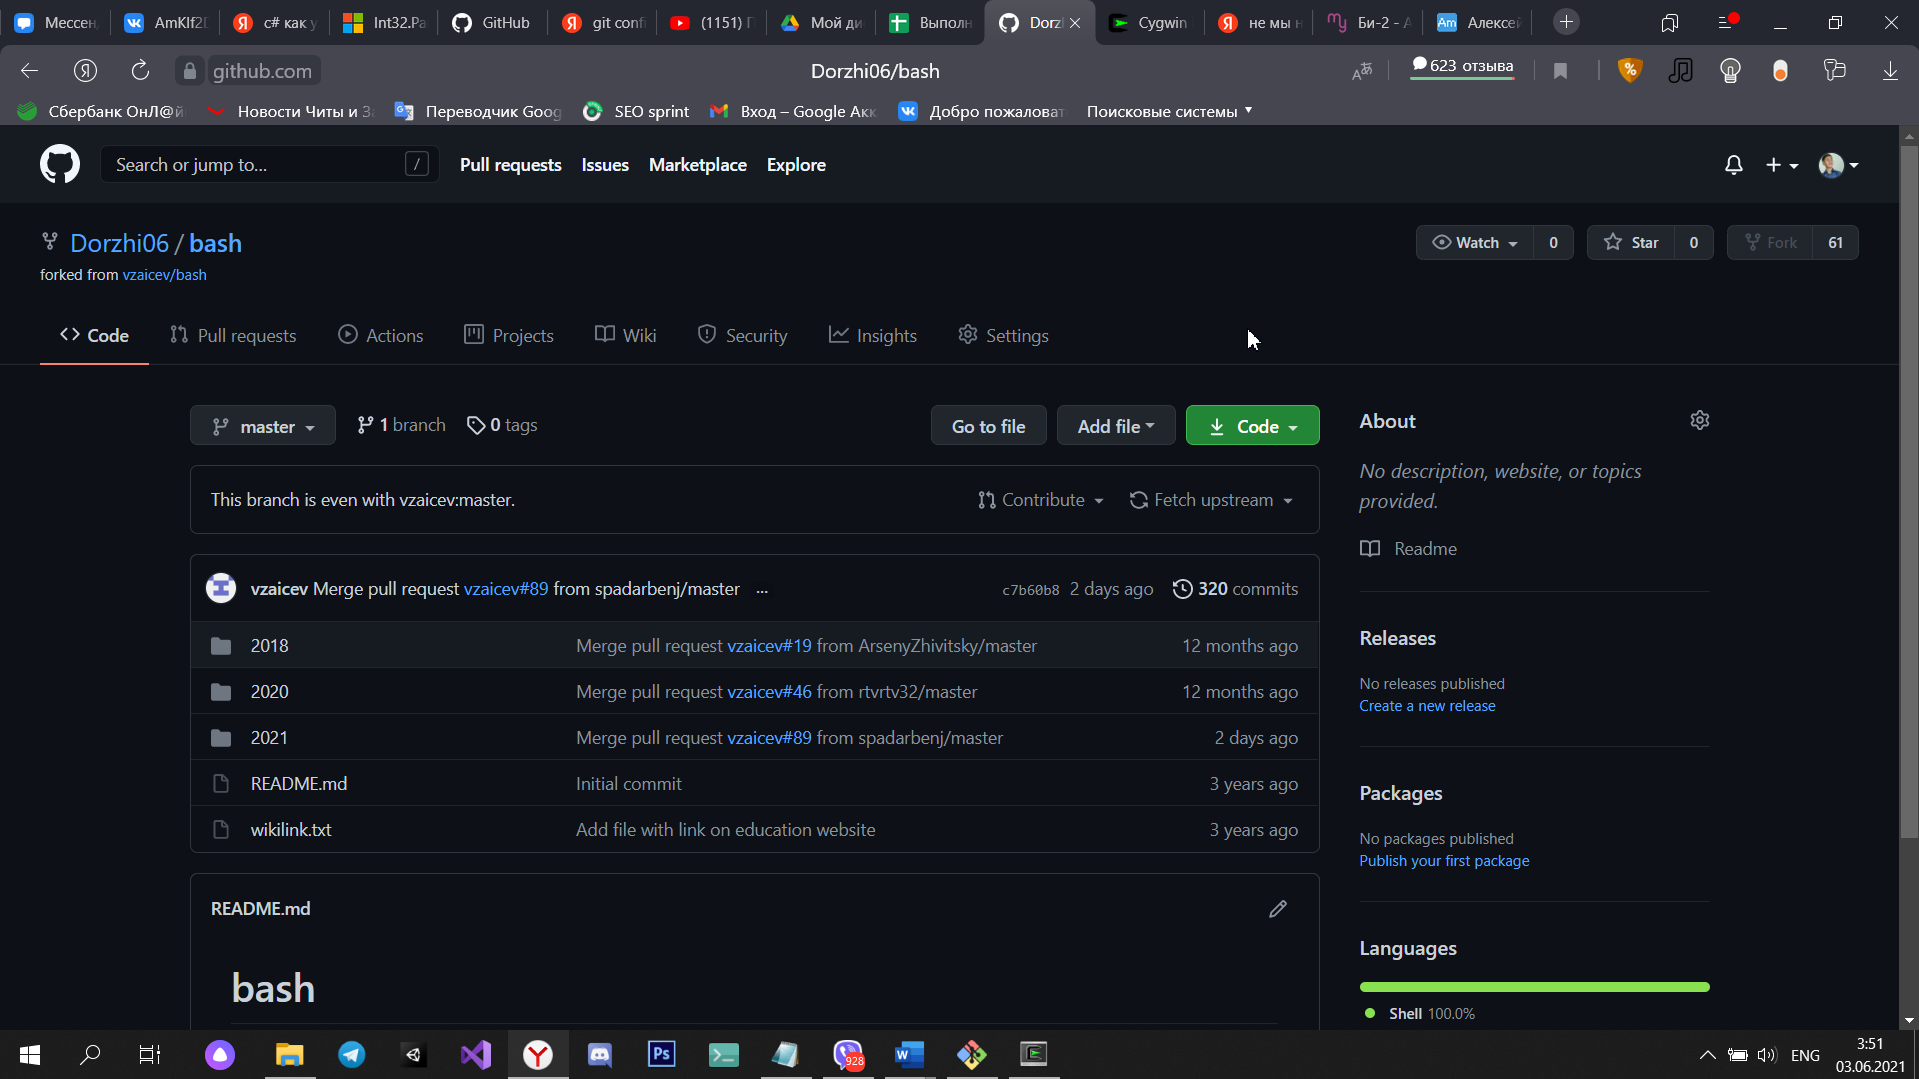 Мессен AmKlf2 с# как у Int32.Pa GitHub git conf (1151) Г Мой ди Выполн Dorz Cygwin не мы н Би-2 - А Алексей
github.com Dorzhi06/bash 623 отзыва
Сбербанк ОнЛ@й Новости Читы и За Переводчик Goog SEO sprint Вход – Google Акк Добро пожаловат Поисковые системы
Search or jump to... / Pull requests Issues Marketplace Explore
Dorzhi06 / bash Watch 0 Star 0 Fork 61
forked from vzaicev/bash
Code Pull requests Actions Projects Wiki Security Insights Settings
master 1 branch 0 tags Go to file Add file Code About
No description, website, or topics
provided.
This branch is even with vzaicev:master. Contribute Fetch upstream
Readme
vzaicev Merge pull request vzaicev#89 from spadarbenj/master ... c7b60b8 2 days ago 320 commits
Releases
2018 Merge pull request vzaicev#19 from ArsenyZhivitsky/master 12 months ago
No releases published
2020 Merge pull request vzaicev#46 from rtvrtv32/master 12 months ago
Create a new release
2021 Merge pull request vzaicev#89 from spadarbenj/master 2 days ago
README.md Initial commit 3 years ago
Packages
wikilink.txt Add file with link on education website 3 years ago
No packages published
Publish your first package
README.md
Languages
bash
Shell 100.0%
Ps 928 W ENG 3:51
03.06.2021